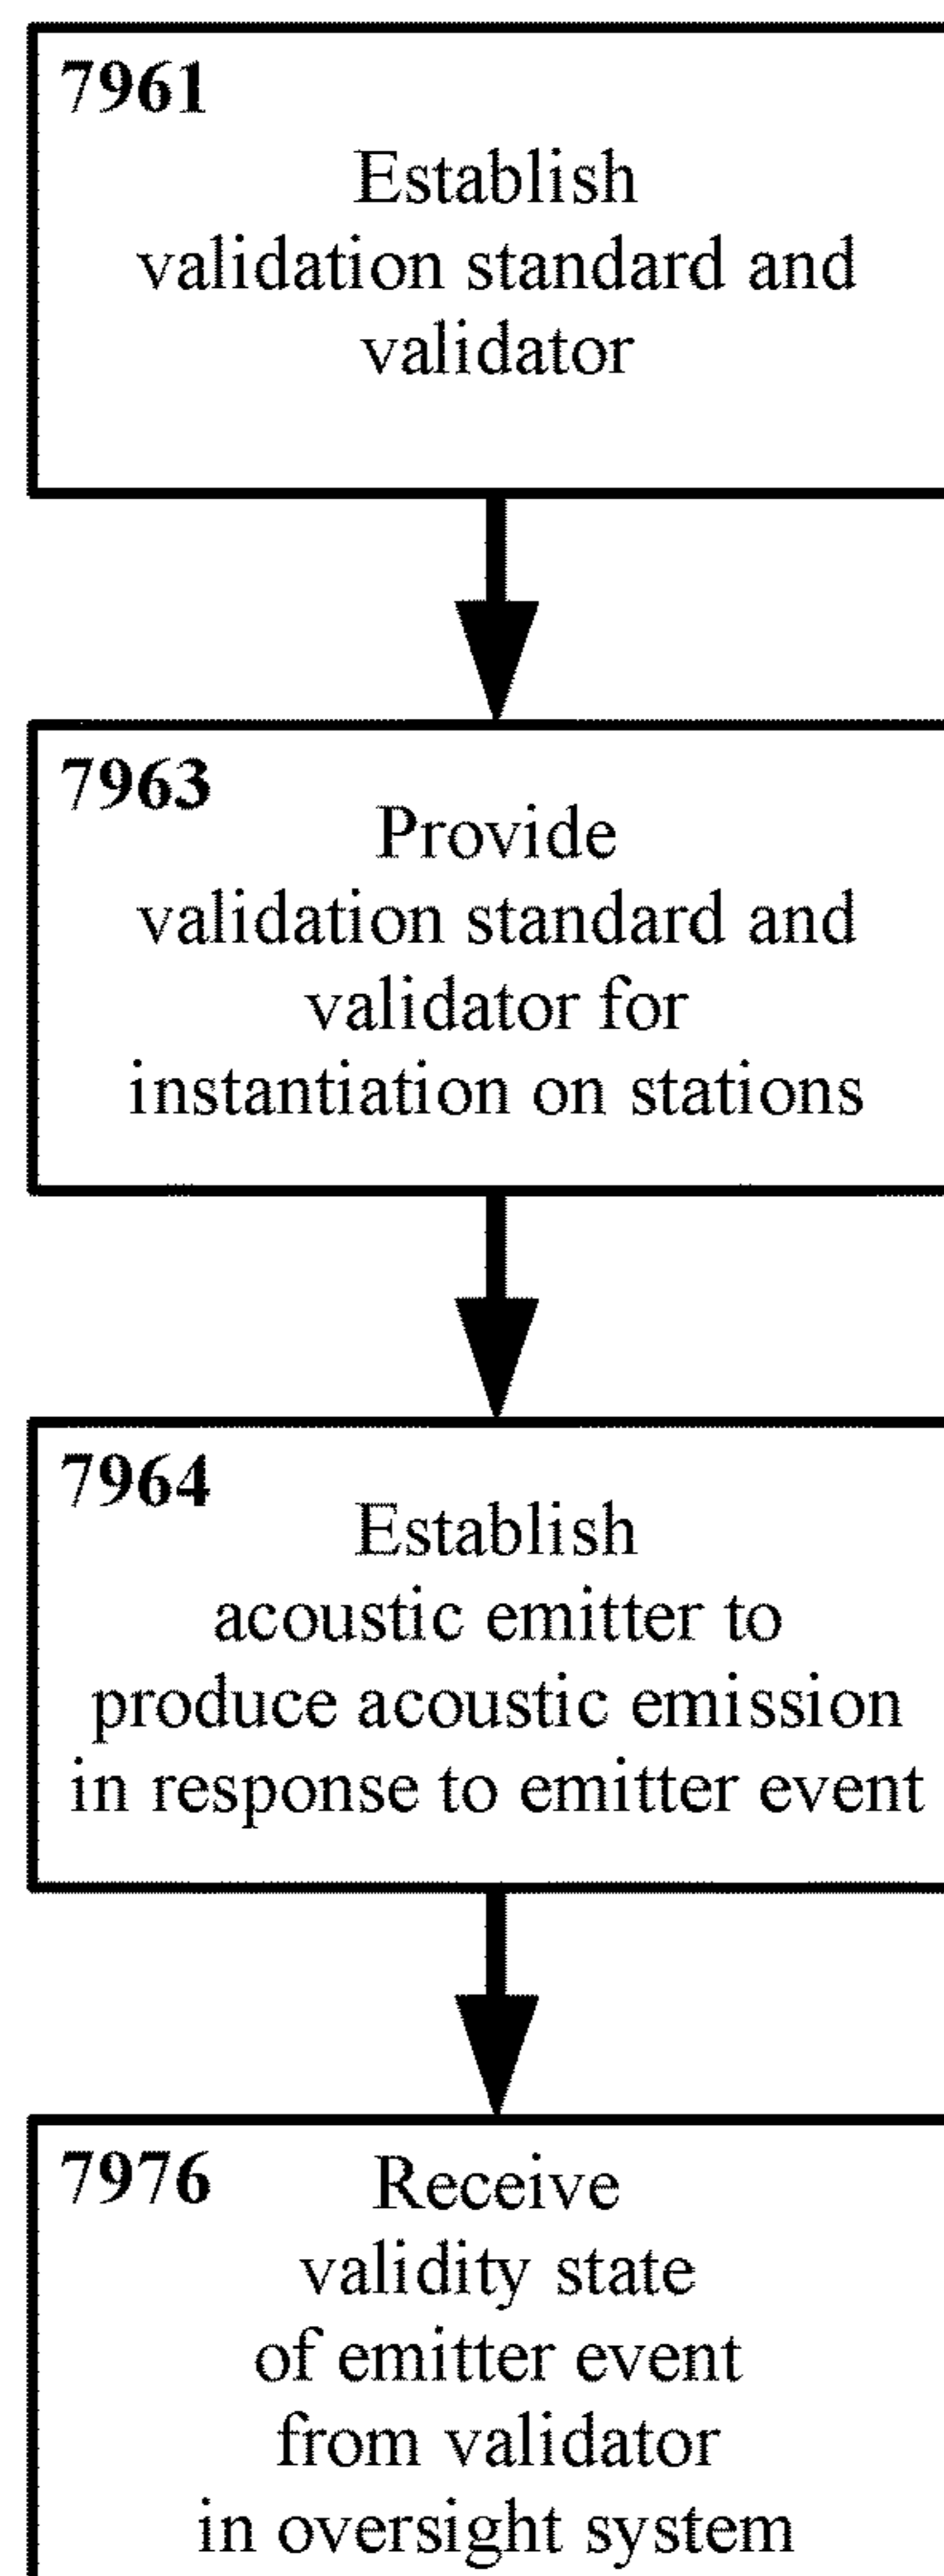 7961
Establish
validation standard and
validator
7963
Provide
validation standard and
validator for
instantiation on stations
7964
Establish
acoustic emitter to
produce acoustic emission
in response to emitter event
7976
Receive
validity state
of emitter event
from validator
in oversight system